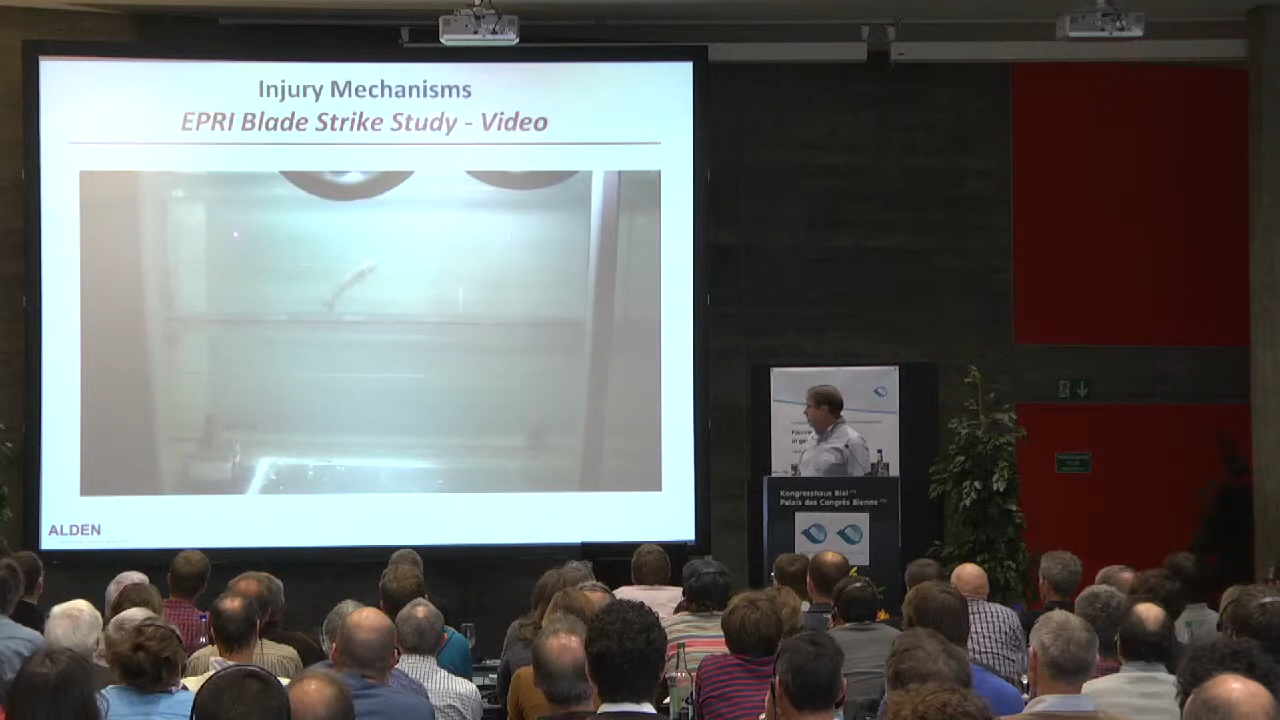 Injury Mechanisms
EPRI Blade Strike Study - Video
ALDEN
Kongresshaus Biel
Palais des Congrès Bienne